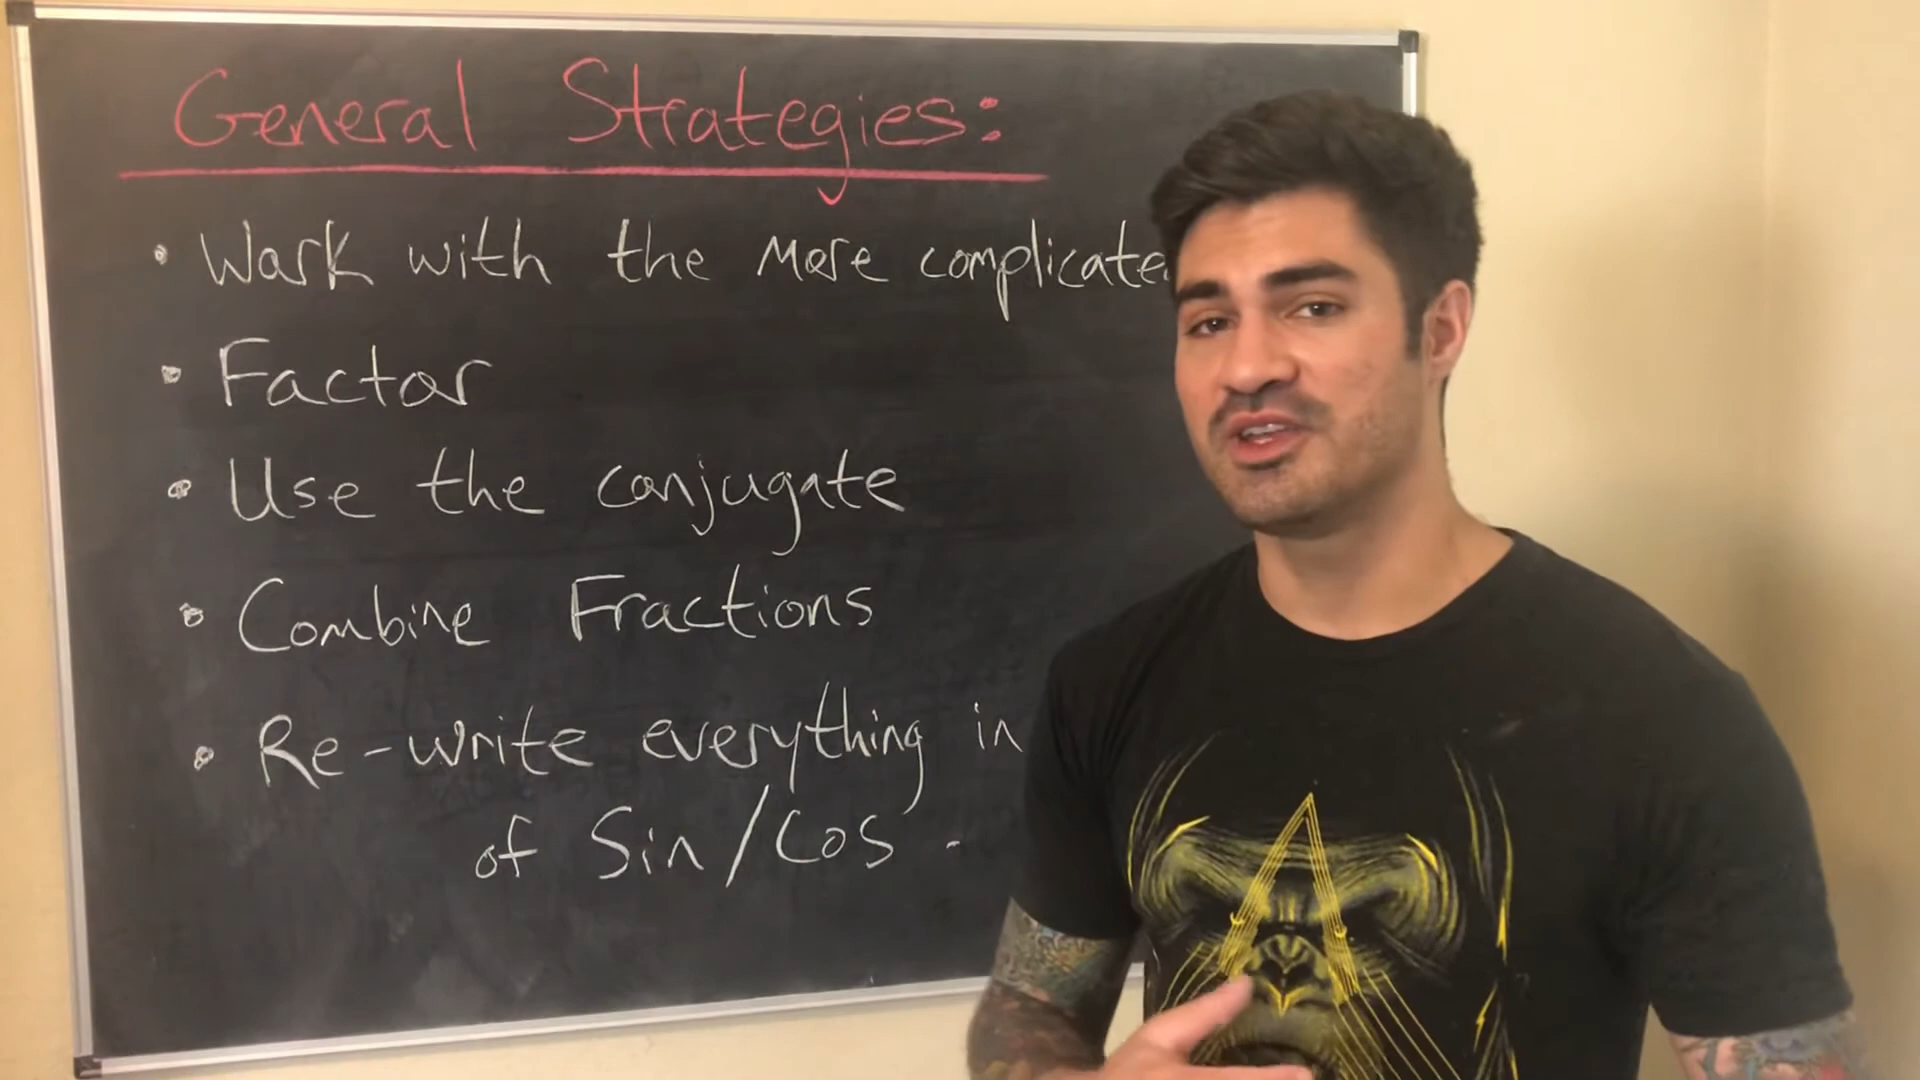 General Strategies:
• Work with the more complicate
• Factor
• Use the conjugate
• Combine Fractions
• Re-write everything in
of Sin/Cos .